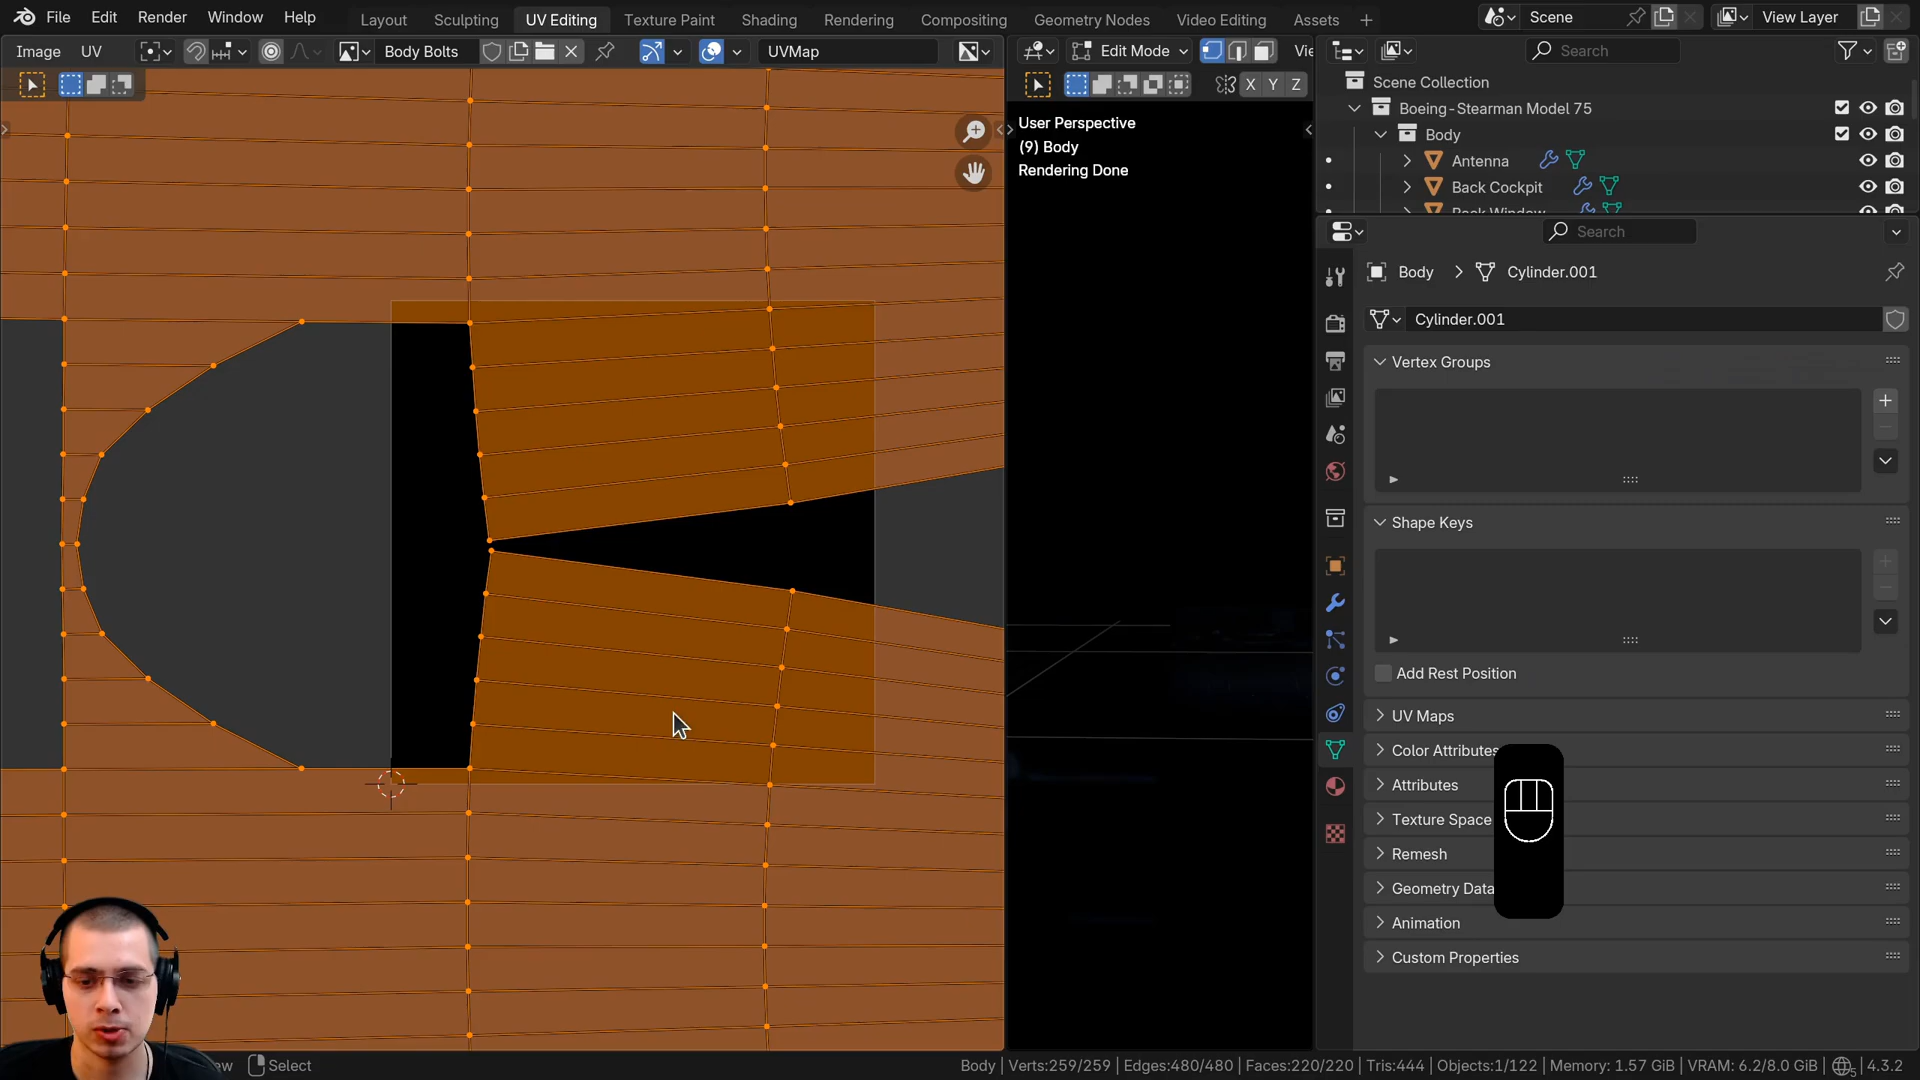 File Edit Render Window Help Layout Sculpting UV Editing Texture Paint Shading Rendering Compositing Geometry Nodes Video Editing Assets Scene View Layer
Image UV Body Bolts UVMap Edit Mode Search
X Y Z
Scene Collection
Boeing-Stearman Model 75
Body
Antenna
Back Cockpit
Back Window
User Perspective
(9) Body
Rendering Done
Search
Body Cylinder.001
Cylinder.001
Vertex Groups
Shape Keys
Add Rest Position
UV Maps
Color Attributes
Attributes
Texture Space
Remesh
Geometry Data
Animation
Custom Properties
Select
Body | Verts:259/259 | Edges:480/480 | Faces:220/220 | Tris:444 | Objects:1/122 | Memory: 1.57 GiB | VRAM: 6.2/8.0 GiB | 4.3.2